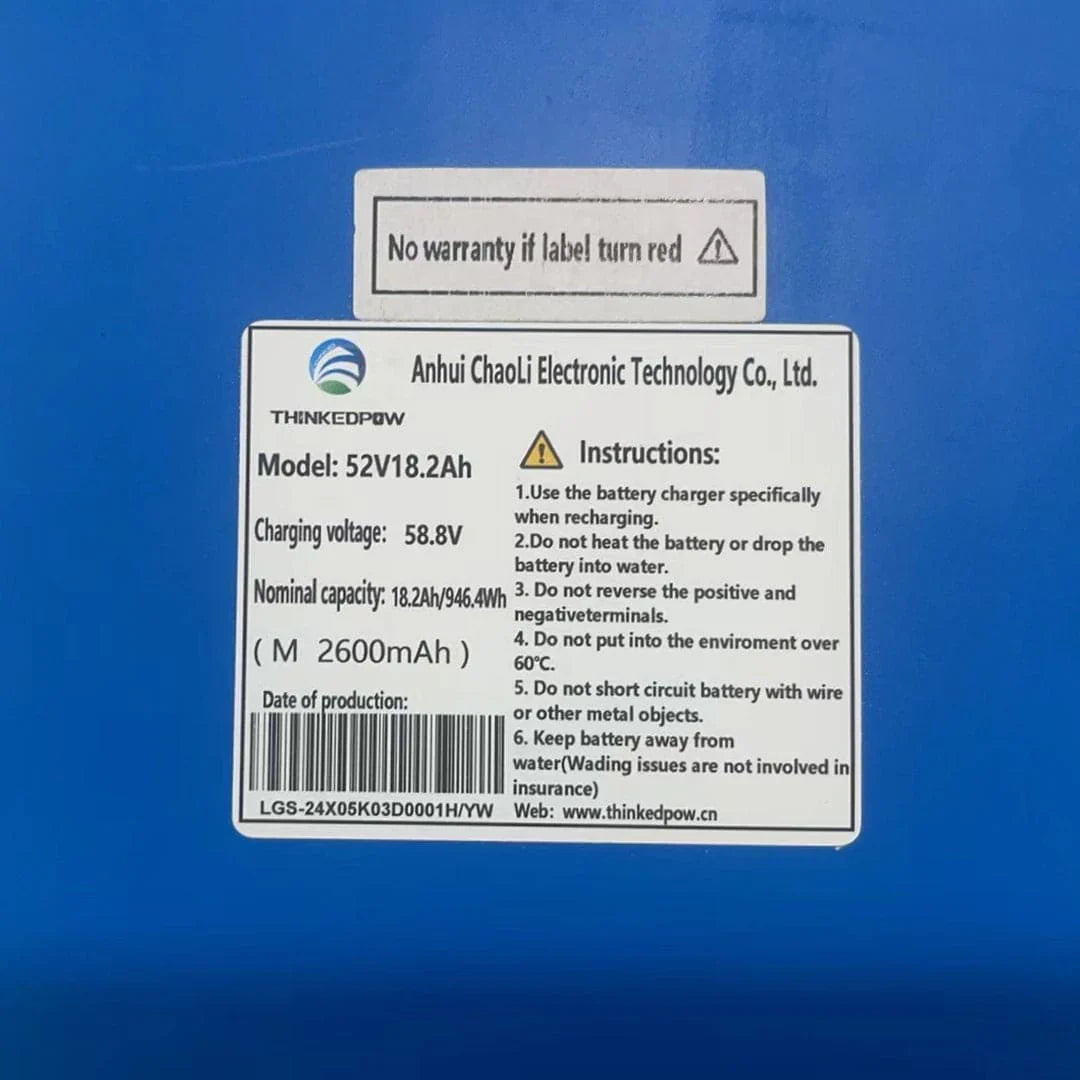 No warranty if label turn red
Anhui ChaoLi Electronic Technology Co., Ltd.
THINKEDPOW
Model: 52V18.2Ah
Charging voltage: 58.8V
Nominal capacity: 18.2Ah/946.4Wh
( M 2600mAh )
Date of production:
LGS-24X05K03D0001H/YW
Instructions:
1.Use the battery charger specifically
when recharging.
2.Do not heat the battery or drop the
battery into water.
3. Do not reverse the positive and
negativeterminals.
4. Do not put into the enviroment over
60℃.
5. Do not short circuit battery with wire
or other metal objects.
6. Keep battery away from
water(Wading issues are not involved in
insurance)
Web: www.thinkedpow.cn